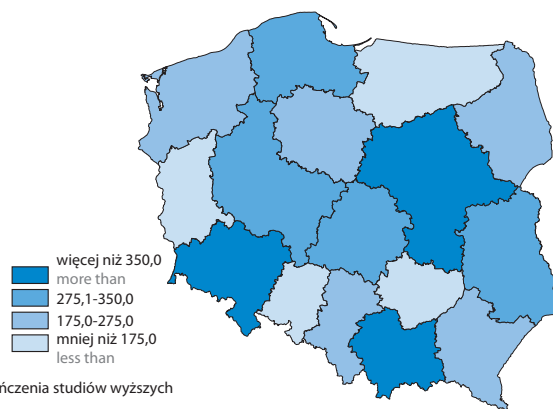 więcej niż 350,0
more than
275,1-350,0
175,0-275,0
mniej niż 175,0
less than
studiów wyższych